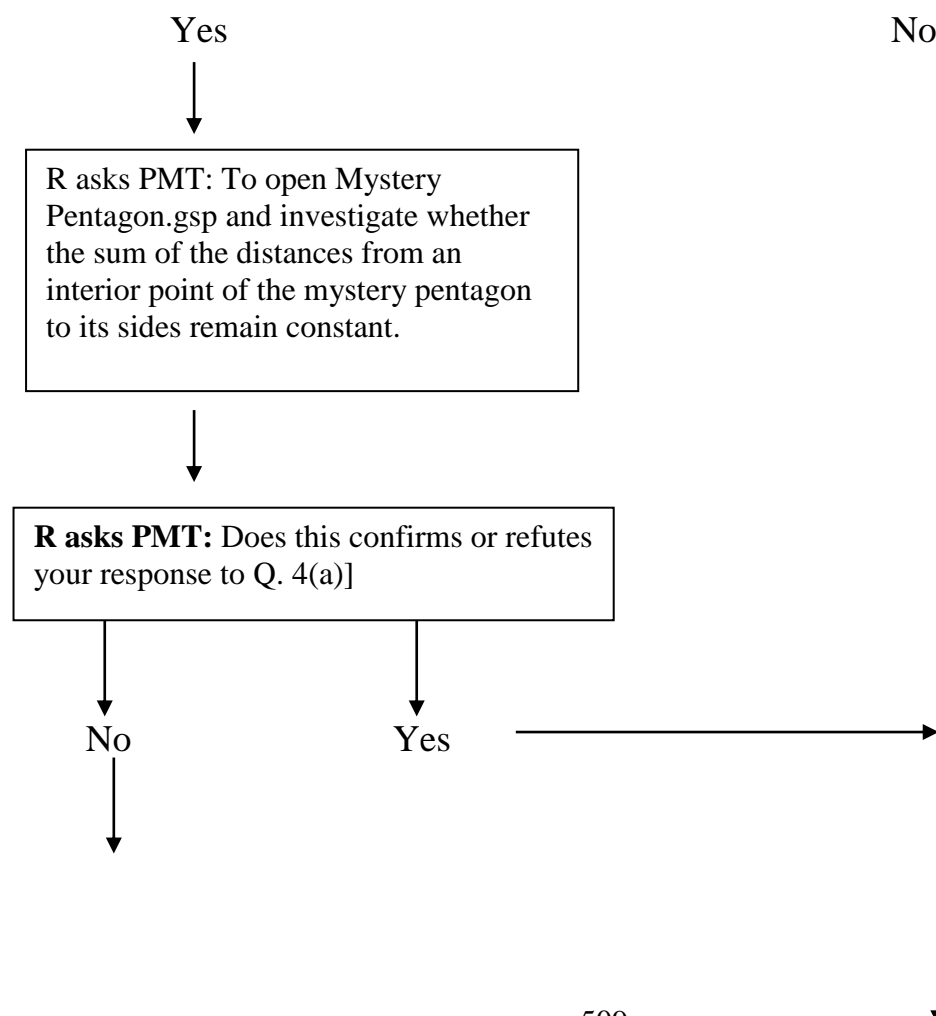 Yes
No
R asks PMT: To open Mystery
Pentagon.gsp and investigate whether
the sum of the distances from an
interior point of the mystery pentagon
to its sides remain constant.
R asks PMT: Does this confirms or refutes
your response to Q. 4(a)]
No
Yes